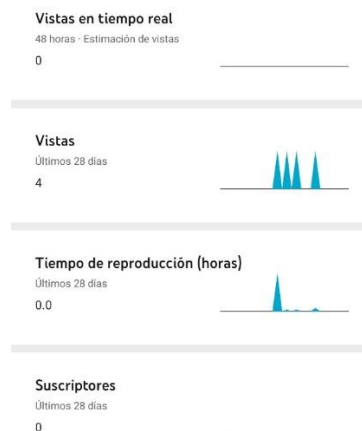 Vistas en tiempo real
48 horas · Estimación de vistas
0
Vistas
Últimos 28 días
4
Tiempo de reproducción (horas)
Últimos 28 días
0.0
Suscriptores
Últimos 28 días
0